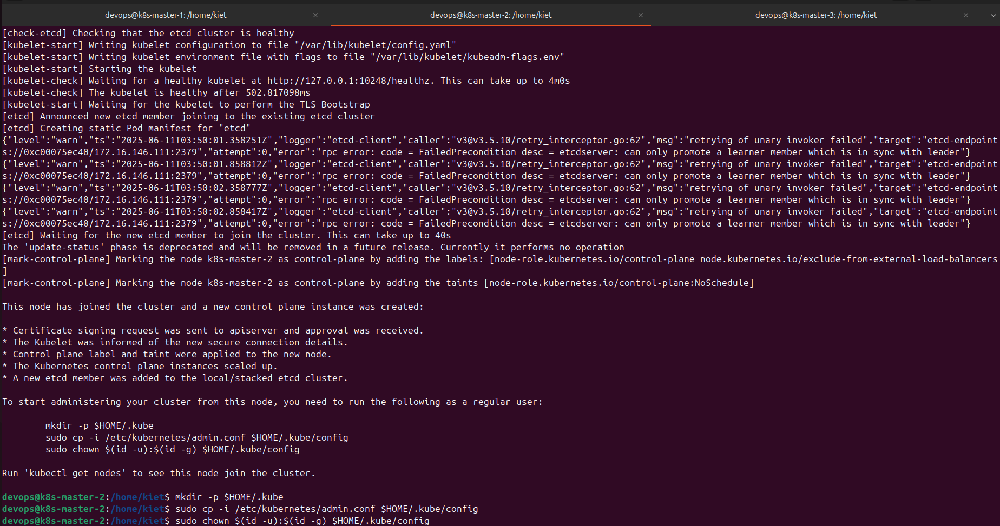 devops@k8s-master-1: /home/kiet × devops@k8s-master-2: /home/kiet × devops@k8s-master-3: /home/kiet ×
[check-etcd] Checking that the etcd cluster is healthy
[kubelet-start] Writing kubelet configuration to file "/var/lib/kubelet/config.yaml"
[kubelet-start] Writing kubelet environment file with flags to file "/var/lib/kubelet/kubeadm-flags.env"
[kubelet-start] Starting the kubelet
[kubelet-check] Waiting for a healthy kubelet at http://127.0.0.1:10248/healthz. This can take up to 4m0s
[kubelet-check] The kubelet is healthy after 502.817098ms
[kubelet-start] Waiting for the kubelet to perform the TLS Bootstrap
[etcd] Announced new etcd member joining to the existing etcd cluster
[etcd] Creating static Pod manifest for "etcd"
{"level":"warn","ts":"2025-06-11T03:50:01.358251Z","logger":"etcd-client","caller":"v3@v3.5.10/retry_interceptor.go:62","msg":"retrying of unary invoker failed","target":"etcd-endpoint
s://0xc00075ec40/172.16.146.111:2379","attempt":0,"error":"rpc error: code = FailedPrecondition desc = etcdserver: can only promote a learner member which is in sync with leader"}
{"level":"warn","ts":"2025-06-11T03:50:01.858812Z","logger":"etcd-client","caller":"v3@v3.5.10/retry_interceptor.go:62","msg":"retrying of unary invoker failed","target":"etcd-endpoint
s://0xc00075ec40/172.16.146.111:2379","attempt":0,"error":"rpc error: code = FailedPrecondition desc = etcdserver: can only promote a learner member which is in sync with leader"}
{"level":"warn","ts":"2025-06-11T03:50:02.358777Z","logger":"etcd-client","caller":"v3@v3.5.10/retry_interceptor.go:62","msg":"retrying of unary invoker failed","target":"etcd-endpoint
s://0xc00075ec40/172.16.146.111:2379","attempt":0,"error":"rpc error: code = FailedPrecondition desc = etcdserver: can only promote a learner member which is in sync with leader"}
{"level":"warn","ts":"2025-06-11T03:50:02.858417Z","logger":"etcd-client","caller":"v3@v3.5.10/retry_interceptor.go:62","msg":"retrying of unary invoker failed","target":"etcd-endpoint
s://0xc00075ec40/172.16.146.111:2379","attempt":0,"error":"rpc error: code = FailedPrecondition desc = etcdserver: can only promote a learner member which is in sync with leader"}
[etcd] Waiting for the new etcd member to join the cluster. This can take up to 40s
The 'update-status' phase is deprecated and will be removed in a future release. Currently it performs no operation
[mark-control-plane] Marking the node k8s-master-2 as control-plane by adding the labels: [node-role.kubernetes.io/control-plane node.kubernetes.io/exclude-from-external-load-balancers
]
[mark-control-plane] Marking the node k8s-master-2 as control-plane by adding the taints [node-role.kubernetes.io/control-plane:NoSchedule]
This node has joined the cluster and a new control plane instance was created:
* Certificate signing request was sent to apiserver and approval was received.
* The Kubelet was informed of the new secure connection details.
* Control plane label and taint were applied to the new node.
* The Kubernetes control plane instances scaled up.
* A new etcd member was added to the local/stacked etcd cluster.
To start administering your cluster from this node, you need to run the following as a regular user:
mkdir -p $HOME/.kube
sudo cp -i /etc/kubernetes/admin.conf $HOME/.kube/config
sudo chown $(id -u):$(id -g) $HOME/.kube/config
Run 'kubectl get nodes' to see this node join the cluster.
devops@k8s-master-2:/home/kiet$ mkdir -p $HOME/.kube
devops@k8s-master-2:/home/kiet$ sudo cp -i /etc/kubernetes/admin.conf $HOME/.kube/config
devops@k8s-master-2:/home/kiet$ sudo chown $(id -u):$(id -g) $HOME/.kube/config